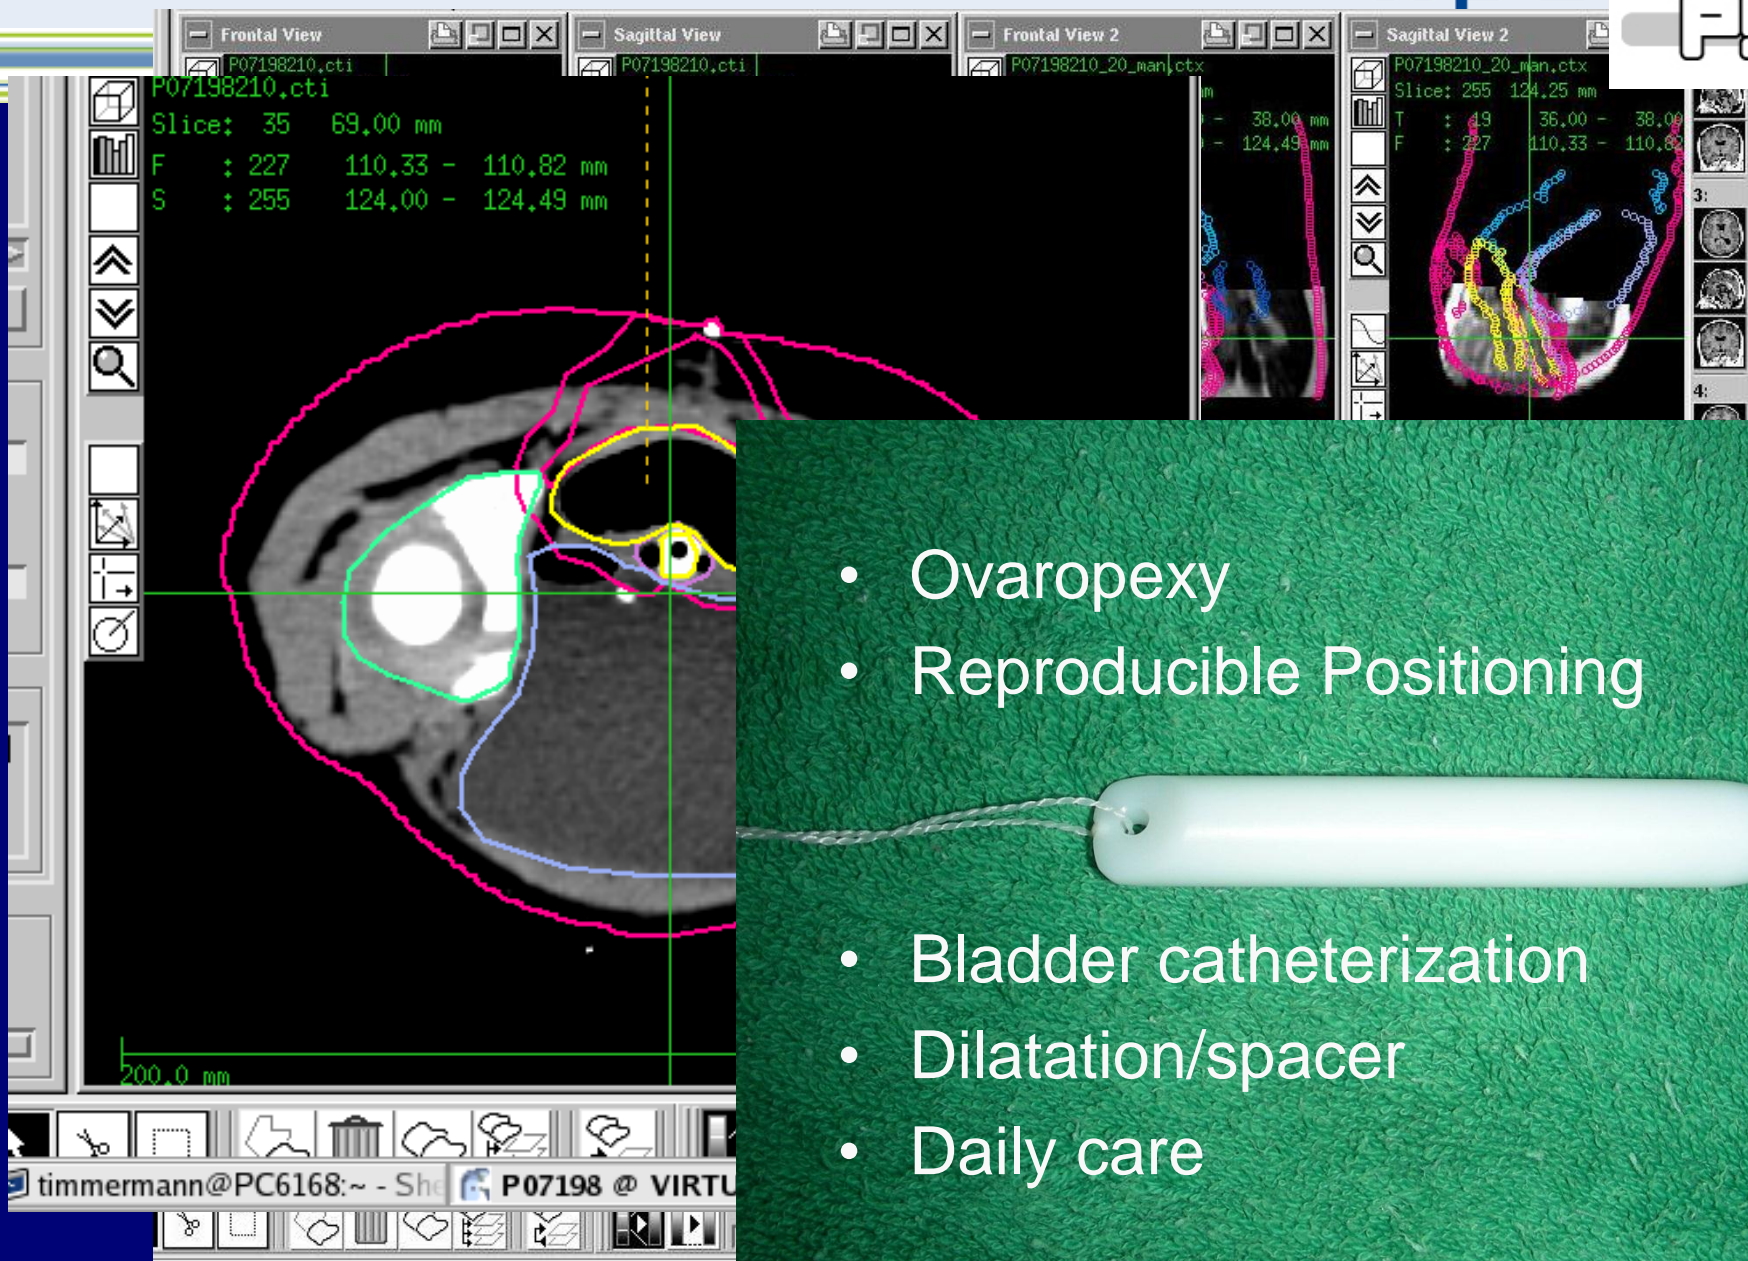 Frontal View
Sagittal View
Frontal View 2
Sagittal View 2
P07198210.cti
P07198210.cti
P07198210_20_man.ctx
P07198210_20_man.ctx
Slice: 255 124.25 mm
T : 19 36.00 - 38.00
F : 227 110.33 - 110.82
38.00 mm
- 124.49 mm
P07198210.cti
Slice: 35 69.00 mm
F : 227 110.33 - 110.82 mm
S : 255 124.00 - 124.49 mm
3:
4:
• Ovaropexy
• Reproducible Positioning
• Bladder catheterization
• Dilatation/spacer
• Daily care
200.0 mm
timmermann@PC6168:~ - She
P07198 @ VIRTU